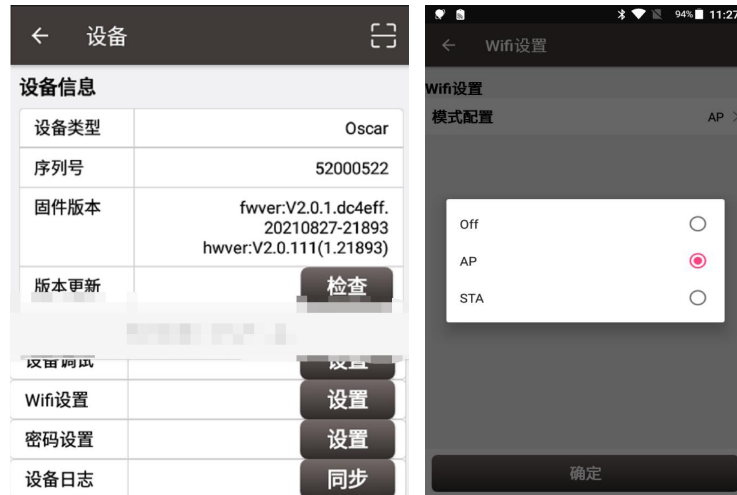 设备
设备信息
设备类型
Oscar
序列号
52000522
固件版本
fwver:V2.0.1.dc4eff.
20210827-21893
hwver:V2.0.111(1.21893)
版本更新
检查
设备调试
设置
Wifi设置
设置
密码设置
设置
设备日志
同步
94% 11:27
Wifi设置
Wifi设置
模式配置
AP
Off
AP
STA
确定